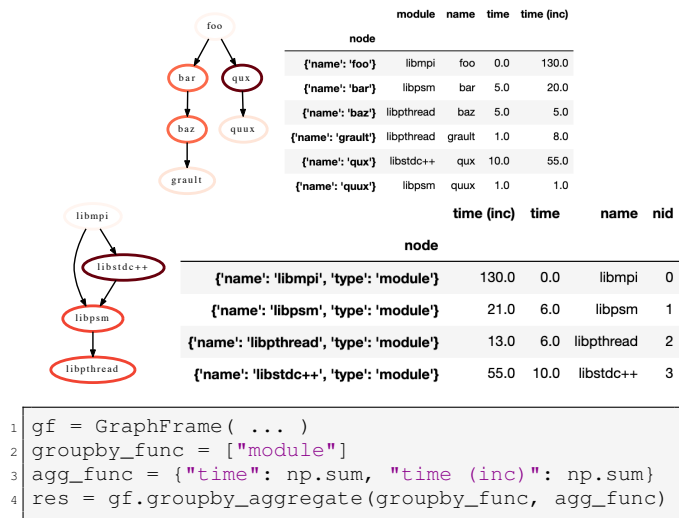 foo
bar
qux
baz
quux
grault
module name time time (inc)
node
{'name': 'foo'} libmpi foo 0.0 130.0
{'name': 'bar'} libpsm bar 5.0 20.0
{'name': 'baz'} libpthread baz 5.0 5.0
{'name': 'grault'} libpthread grault 1.0 8.0
{'name': 'qux'} libstdc++ qux 10.0 55.0
{'name': 'quux'} libpsm quux 1.0 1.0
libmpi
libstdc++
libpsm
libpthread
time (inc) time name nid
node
{'name': 'libmpi', 'type': 'module'} 130.0 0.0 libmpi 0
{'name': 'libpsm', 'type': 'module'} 21.0 6.0 libpsm 1
{'name': 'libpthread', 'type': 'module'} 13.0 6.0 libpthread 2
{'name': 'libstdc++', 'type': 'module'} 55.0 10.0 libstdc++ 3
1 gf = GraphFrame( ... )
2 groupby_func = ["module"]
3 agg_func = {"time": np.sum, "time (inc)": np.sum}
4 res = gf.groupby_aggregate(groupby_func, agg_func)